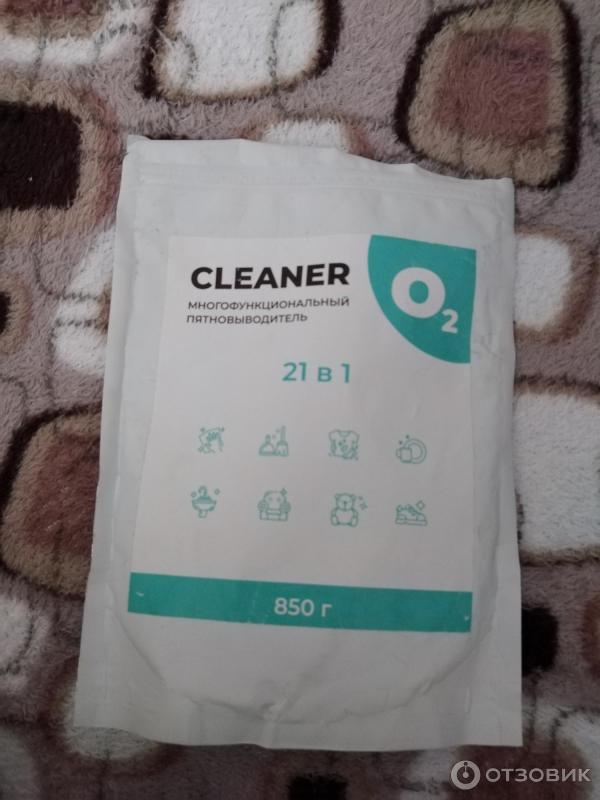 CLEANER
МНОГОФУНКЦИОНАЛЬНЫЙ
ПЯТНОВЫВОДИТЕЛЬ
O2
21 в 1
850 г
ОТЗОВИК